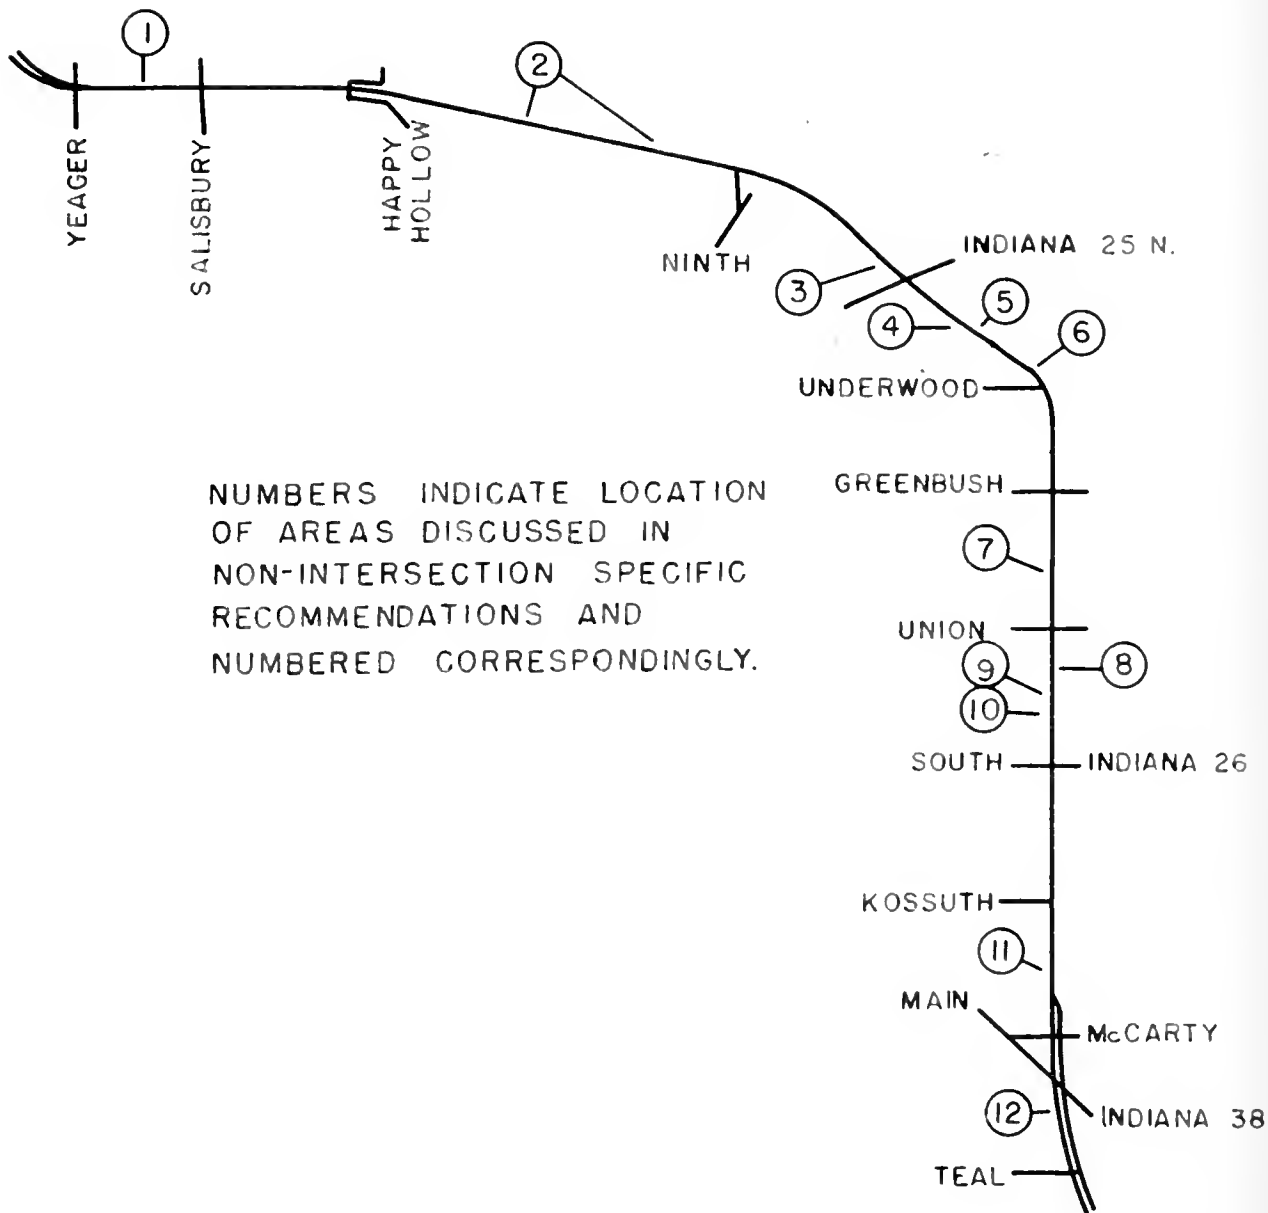 1
2
YEAGER
SALISBURY
HAPPY
HOLLOW
NINTH
INDIANA 25 N.
3
4
5
6
UNDERWOOD
NUMBERS INDICATE LOCATION
OF AREAS DISCUSSED IN
NON-INTERSECTION SPECIFIC
RECOMMENDATIONS AND
NUMBERED CORRESPONDINGLY.
GREENBUSH
7
UNION
9
8
10
SOUTH
INDIANA 26
KOSSUTH
11
MAIN
McCARTY
12
INDIANA 38
TEAL